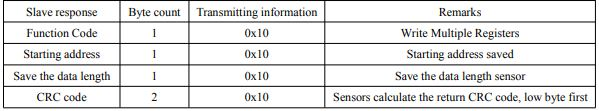 Slave response Byte count Transmitting information Remarks
Function Code 1 0x10 Write Multiple Registers
Starting address 1 0x10 Starting address saved
Save the data length 1 0x10 Save the data length sensor
CRC code 2 0x10 Sensors calculate the return CRC code, low byte first